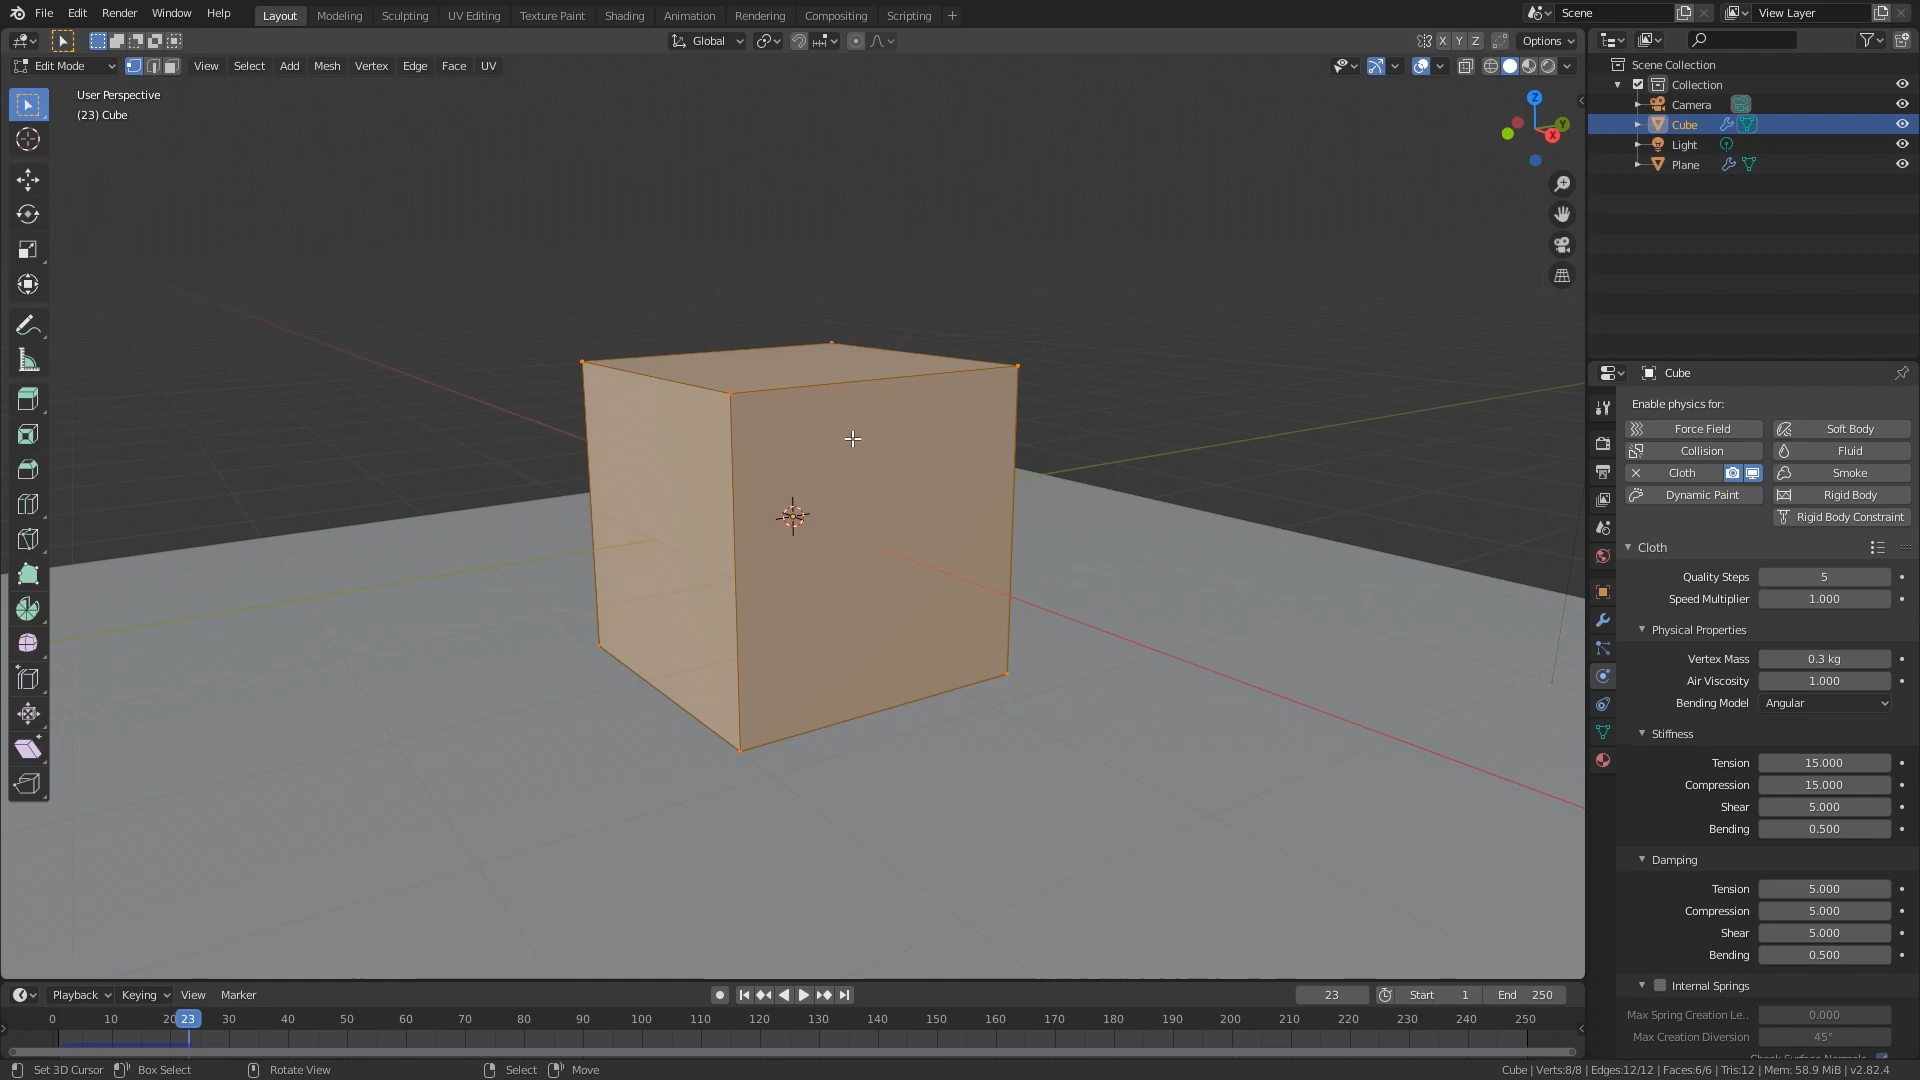 File Edit Render Window Help Layout Modeling Sculpting UV Editing Texture Paint Shading Animation Rendering Compositing Scripting + Scene View Layer
Global X Y Z Options
Edit Mode View Select Add Mesh Vertex Edge Face UV
User Perspective
(23) Cube
Z
Y
X
Scene Collection
Collection
Camera
Cube
Light
Plane
Cube
Enable physics for:
Force Field Soft Body
Collision Fluid
Cloth Smoke
Dynamic Paint Rigid Body
Rigid Body Constraint
Cloth
Quality Steps 5
Speed Multiplier 1.000
Physical Properties
Vertex Mass 0.3 kg
Air Viscosity 1.000
Bending Model Angular
Stiffness
Tension 15.000
Compression 15.000
Shear 5.000
Bending 0.500
Damping
Tension 5.000
Compression 5.000
Shear 5.000
Bending 0.500
Internal Springs
Max Spring Creation Le.. 0.000
Max Creation Diversion 45°
Playback Keying View Marker 23 Start 1 End 250
0 10 20 23 30 40 50 60 70 80 90 100 110 120 130 140 150 160 170 180 190 200 210 220 230 240 250
Set 3D Cursor Box Select Rotate View Select Move Cube | Verts:8/8 | Edges:12/12 | Faces:6/6 | Tris:12 | Mem: 58.9 MiB | v2.82.4